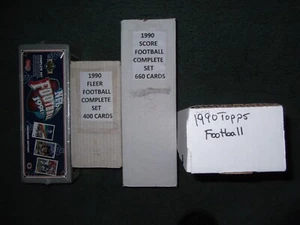 1990
FLEER
FOOTBALL
COMPLETE
SET
400 CARDS
1990
SCORE
FOOTBALL
COMPLETE
SET
660 CARDS
1990 Topps
Football